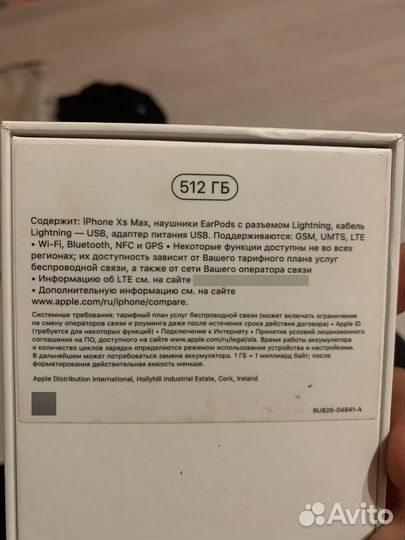 512 ГБ
Содержит: iPhone Xs Max, наушники EarPods с разъемом Lightning, кабель
Lightning — USB, адаптер питания USB. Поддерживаются: GSM, UMTS, LTE
• Wi-Fi, Bluetooth, NFC и GPS • Некоторые функции доступны не во всех
регионах; их доступность зависит от Вашего тарифного плана услуг
беспроводной связи, а также от сети Вашего оператора связи
• Информацию об LTE см. на сайте
• Дополнительную информацию см. на сайте
www.apple.com/ru/iphone/compare.
Системные требования: тарифный план услуг беспроводной связи (может включать ограничения
на смену операторов связи и роуминга даже после истечения срока действия договора) • Apple ID
(требуется для некоторых функций) • Подключение к Интернету • Принятие условий лицензионного
соглашения на ПО, доступного на сайте www.apple.com/ru/legal/sla. Время работы аккумулятора
и количество циклов зарядки определяются режимом использования устройства и настройками.
В дальнейшем может потребоваться замена аккумулятора. 1 ГБ = 1 миллиард байт; после
форматирования действительная емкость меньше.
Apple Distribution International, Hollyhill Industrial Estate, Cork, Ireland
RU826-04841-A
Avito